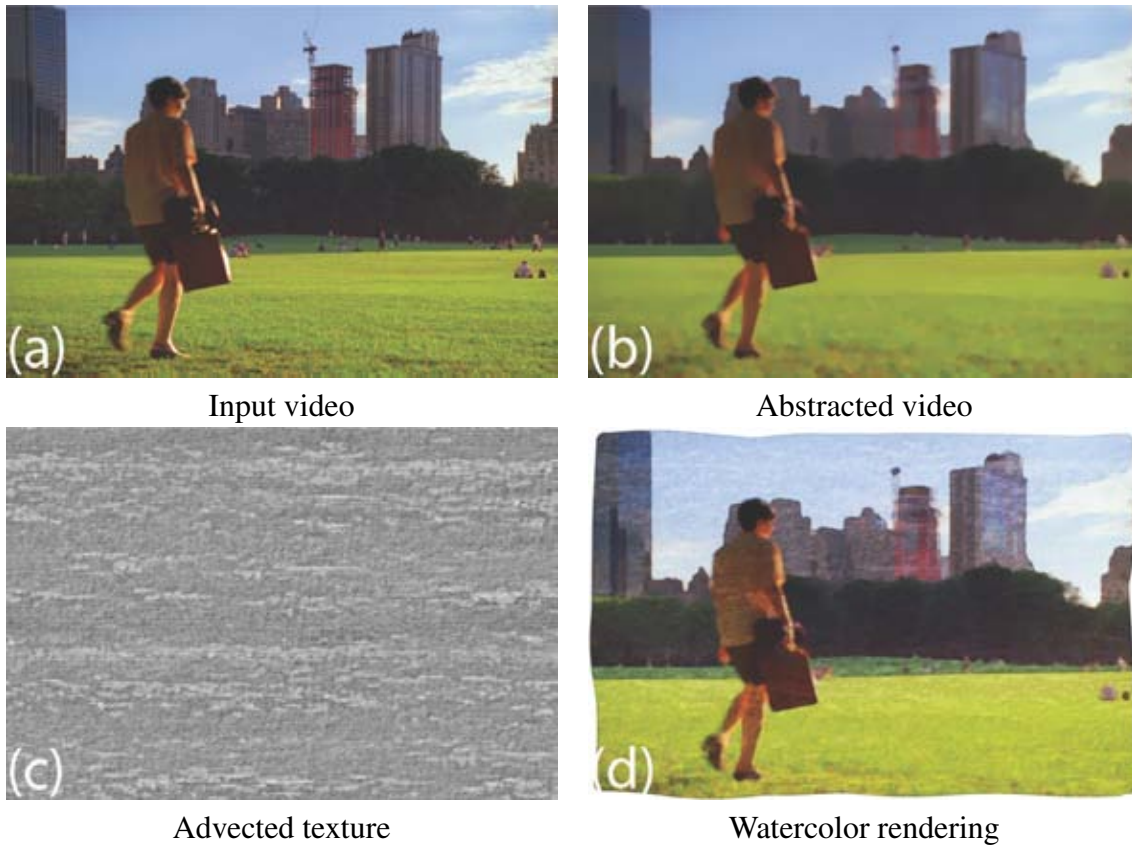 (a)
(b)
Input video
Abstracted video
(c)
(d)
Advected texture
Watercolor rendering